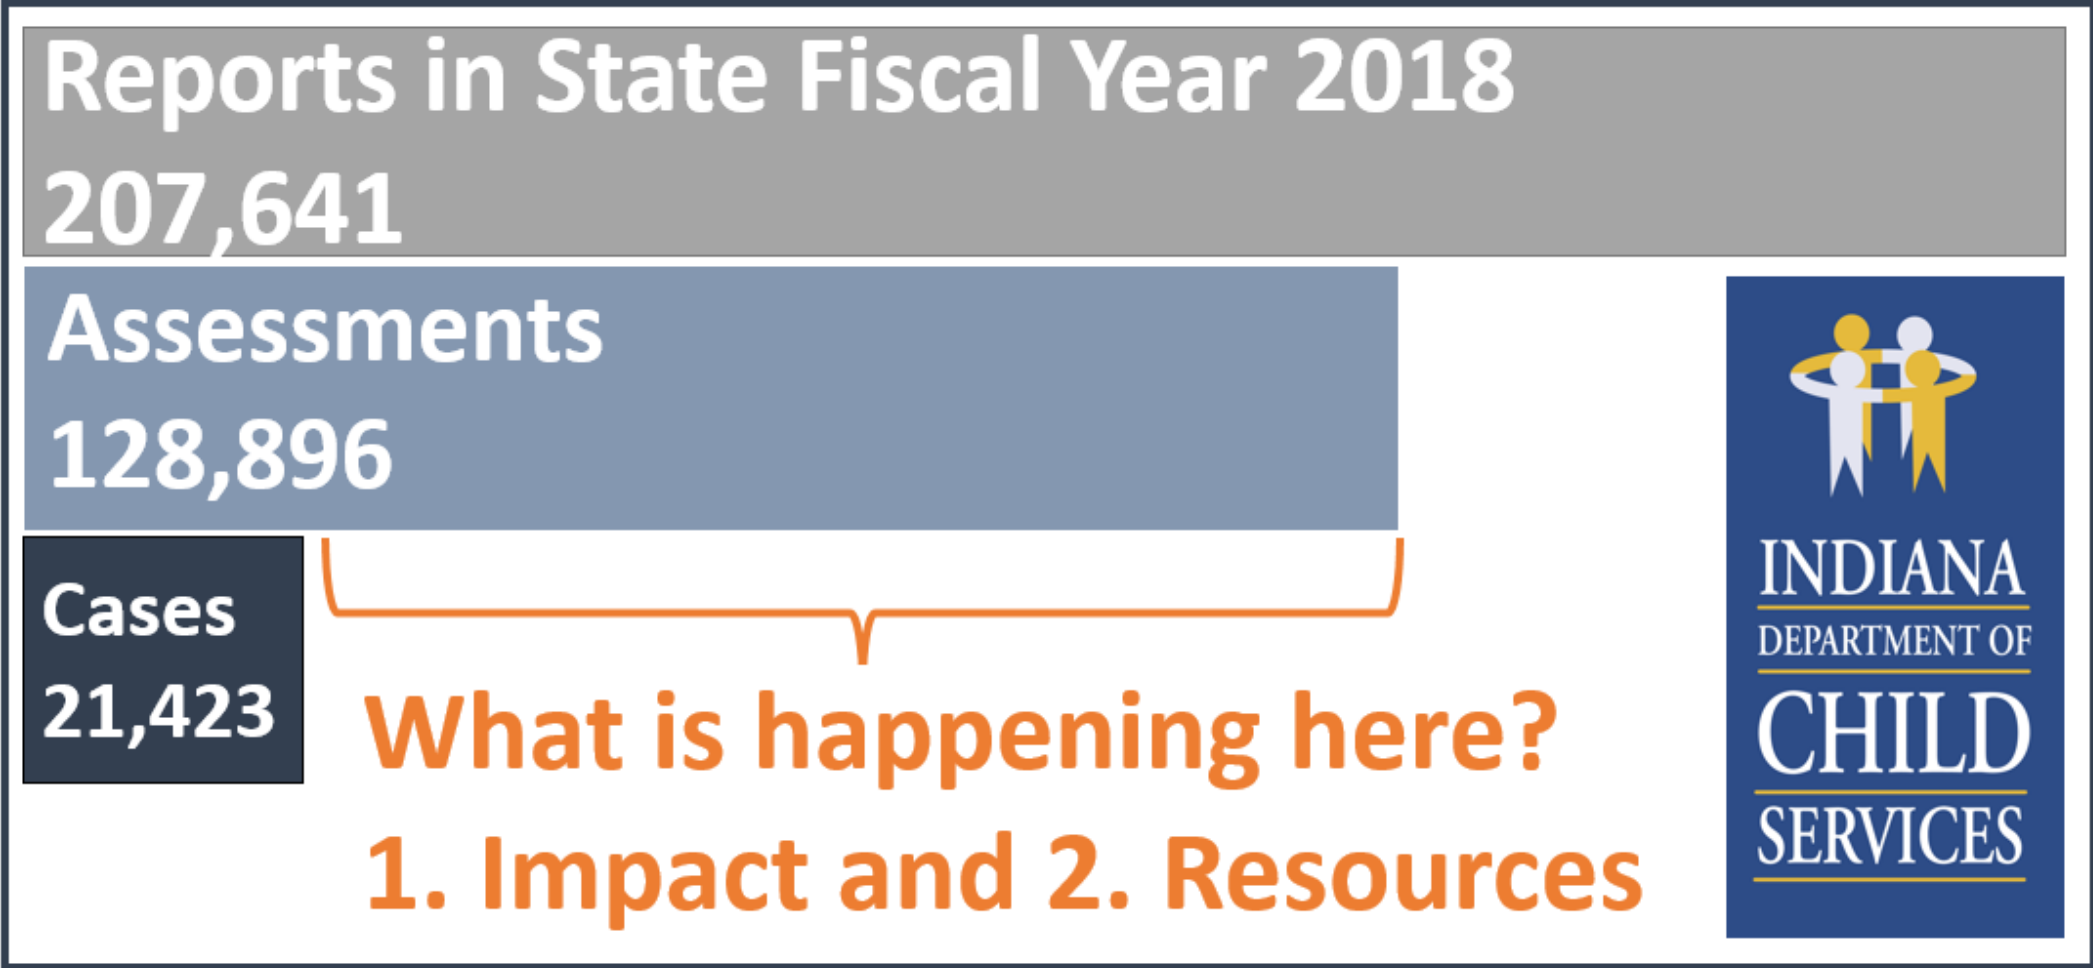 Reports in State Fiscal Year 2018
207,641
Assessments
128,896
Cases
21,423
What is happening here?
1. Impact and 2. Resources
INDIANA
DEPARTMENT OF
CHILD
SERVICES